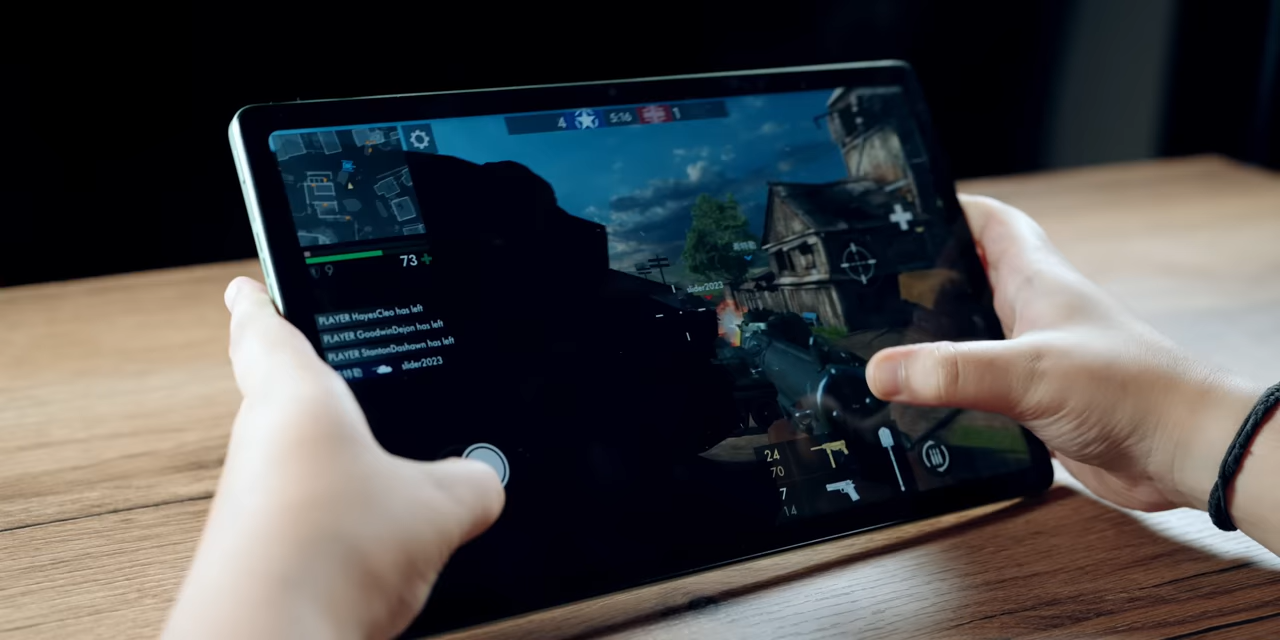 4 5:16 1
73
9
PLAYER HayesCleo has left
PLAYER GoodwinDejon has left
PLAYER StantonDashawn has left
slider2023
slider2023
24
70
7
14